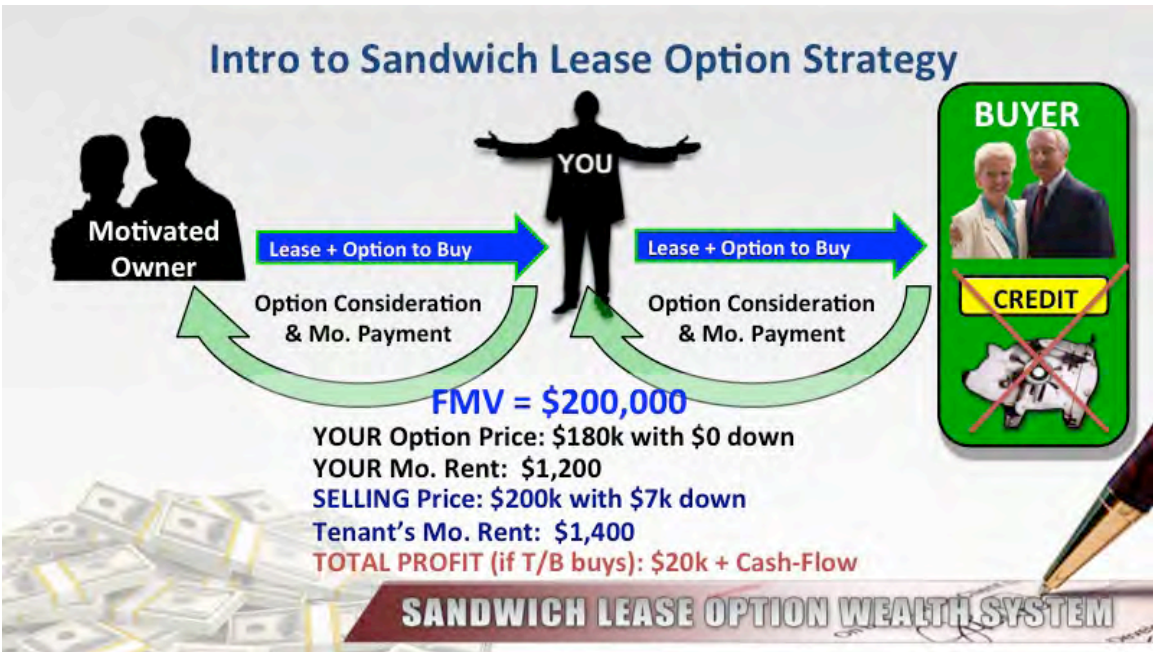 Intro to Sandwich Lease Option Strategy
BUYER
YOU
Motivated
Owner
Lease + Option to Buy
Lease + Option to Buy
CREDIT
Option Consideration
& Mo. Payment
Option Consideration
& Mo. Payment
FMV = $200,000
YOUR Option Price: $180k with $0 down
YOUR Mo. Rent: $1,200
SELLING Price: $200k with $7k down
Tenant's Mo. Rent: $1,400
TOTAL PROFIT (if T/B buys): $20k + Cash-Flow
SANDWICH LEASE OPTION WEALTH SYSTEM